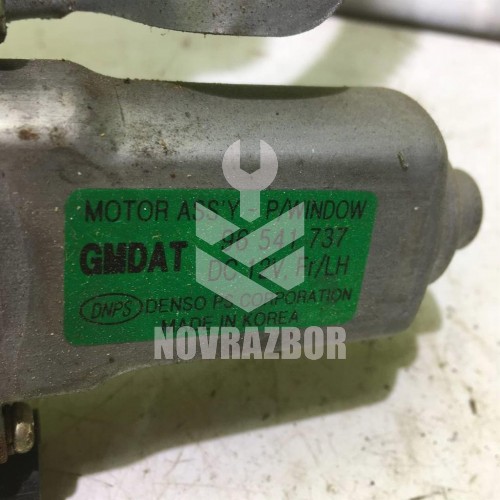 MOTOR ASS'Y - P/WINDOW
96 541 737
GMDAT DC 12V, Fr/LH
DNPS DENSO PS CORPORATION
MADE IN KOREA
NOVRAZBOR